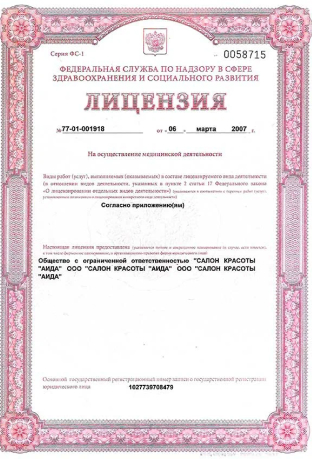 Серия ФС-1
0058715
ФЕДЕРАЛЬНАЯ СЛУЖБА ПО НАДЗОРУ В СФЕРЕ
ЗДРАВООХРАНЕНИЯ И СОЦИАЛЬНОГО РАЗВИТИЯ
ЛИЦЕНЗИЯ
№77-01-001918 от «06 марта 2007 г.
На осуществление медицинской деятельности
Виды работ (услуг), выполняемых (оказываемых) в составе лицензируемого вида деятельности
(в отношении видов деятельности, указанных в пункте 2 статьи 17 Федерального закона
«О лицензировании отдельных видов деятельности»)
Согласно приложению(ям)
Настоящая лицензия предоставлена
Общество с ограниченной ответственностью "САЛОН КРАСОТЫ
"АИДА" ООО "САЛОН КРАСОТЫ "АИДА" ООО "САЛОН КРАСОТЫ
"АИДА"
Основной государственный регистрационный номер записи о государственной регистрации
юридического лица 1027739708479